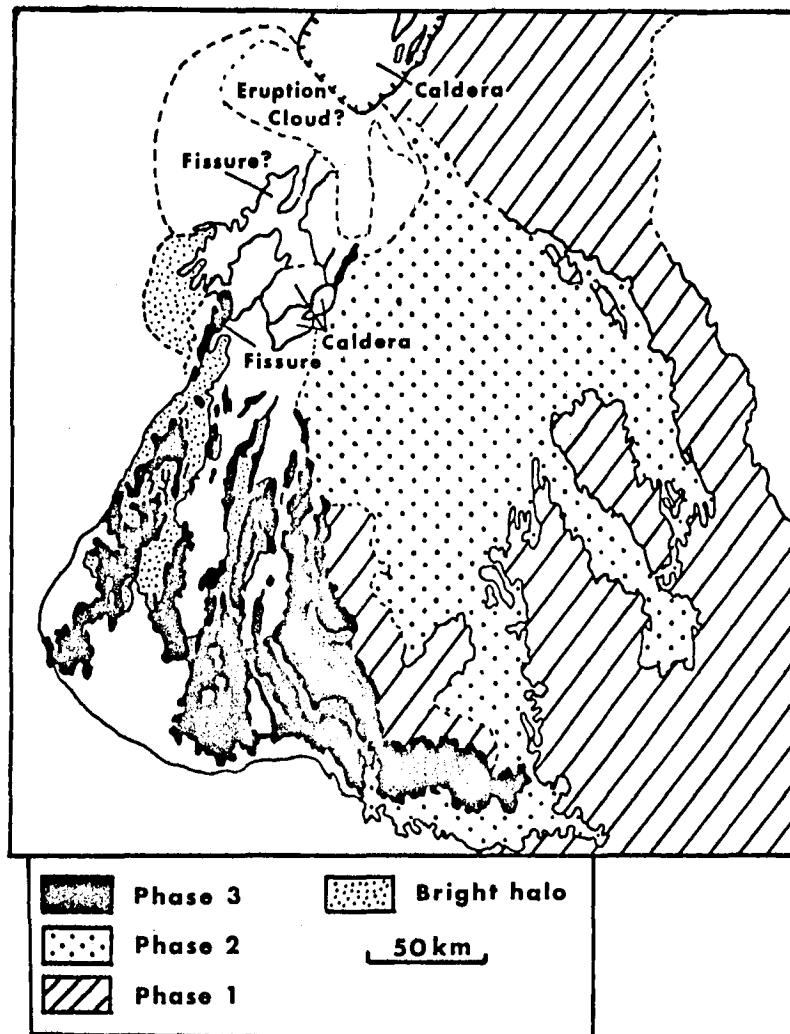 Eruption
Cloud?
Caldera
Fissure?
Caldera
Fissure
Phase 3
Bright halo
Phase 2
50 km
Phase 1